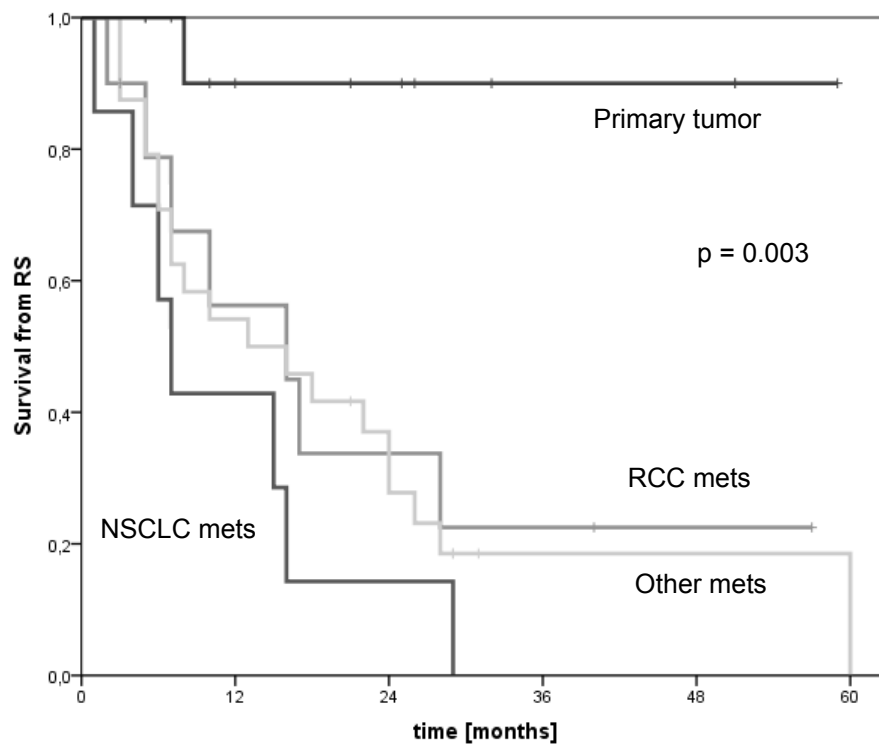 1,0
0,8
0,6
0,4
0,2
0,0
Survival from RS
Primary tumor
p = 0.003
RCC mets
NSCLC mets
Other mets
0 12 24 36 48 60
time [months]